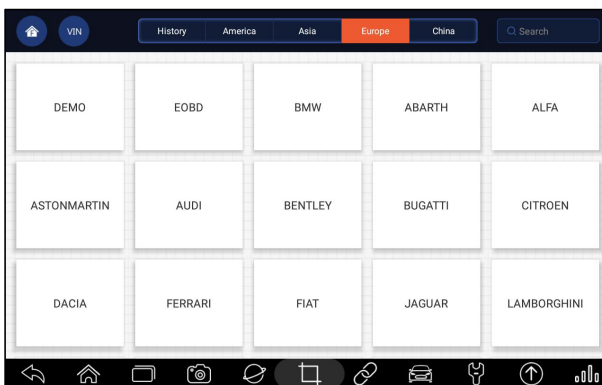 VIN History America Asia Europe China Search
DEMO EOBD BMW ABARTH ALFA
ASTONMARTIN AUDI BENTLEY BUGATTI CITROEN
DACIA FERRARI FIAT JAGUAR LAMBORGHINI